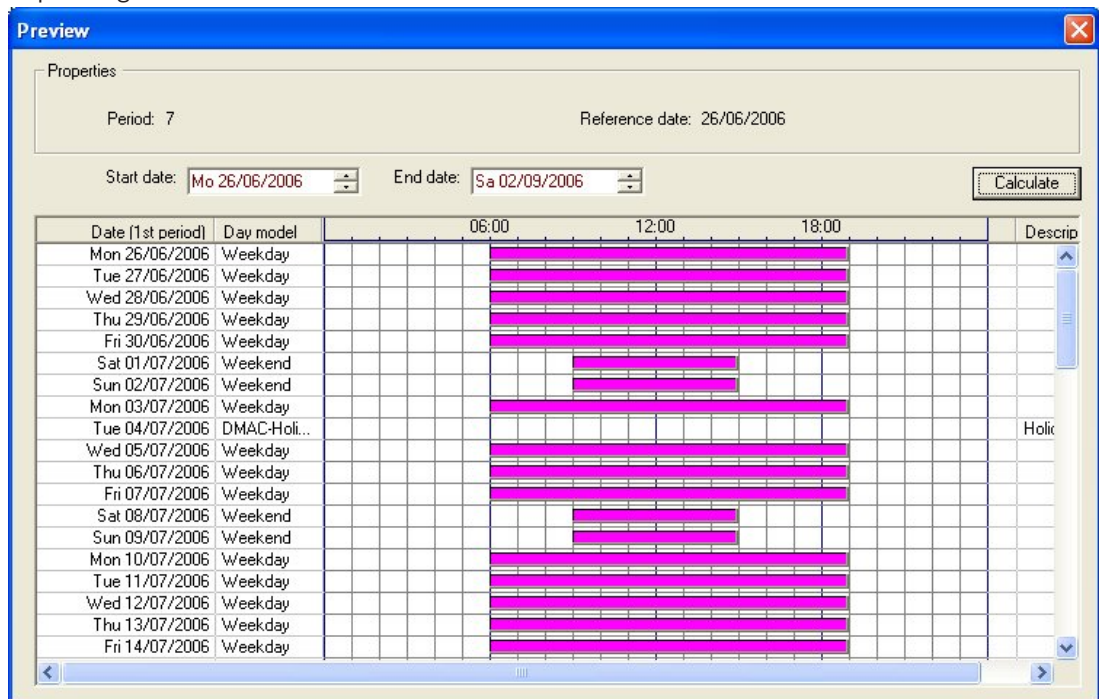 Preview
Properties
Period: 7 Reference date: 26/06/2006
Start date: Mo 26/06/2006 End date: Sa 02/09/2006 Calculate
Date (1st period) Day model 06:00 12:00 18:00 Descrip
Mon 26/06/2006 Weekday
Tue 27/06/2006 Weekday
Wed 28/06/2006 Weekday
Thu 29/06/2006 Weekday
Fri 30/06/2006 Weekday
Sat 01/07/2006 Weekend
Sun 02/07/2006 Weekend
Mon 03/07/2006 Weekday
Tue 04/07/2006 DMAC-Holi... Holid
Wed 05/07/2006 Weekday
Thu 06/07/2006 Weekday
Fri 07/07/2006 Weekday
Sat 08/07/2006 Weekend
Sun 09/07/2006 Weekend
Mon 10/07/2006 Weekday
Tue 11/07/2006 Weekday
Wed 12/07/2006 Weekday
Thu 13/07/2006 Weekday
Fri 14/07/2006 Weekday